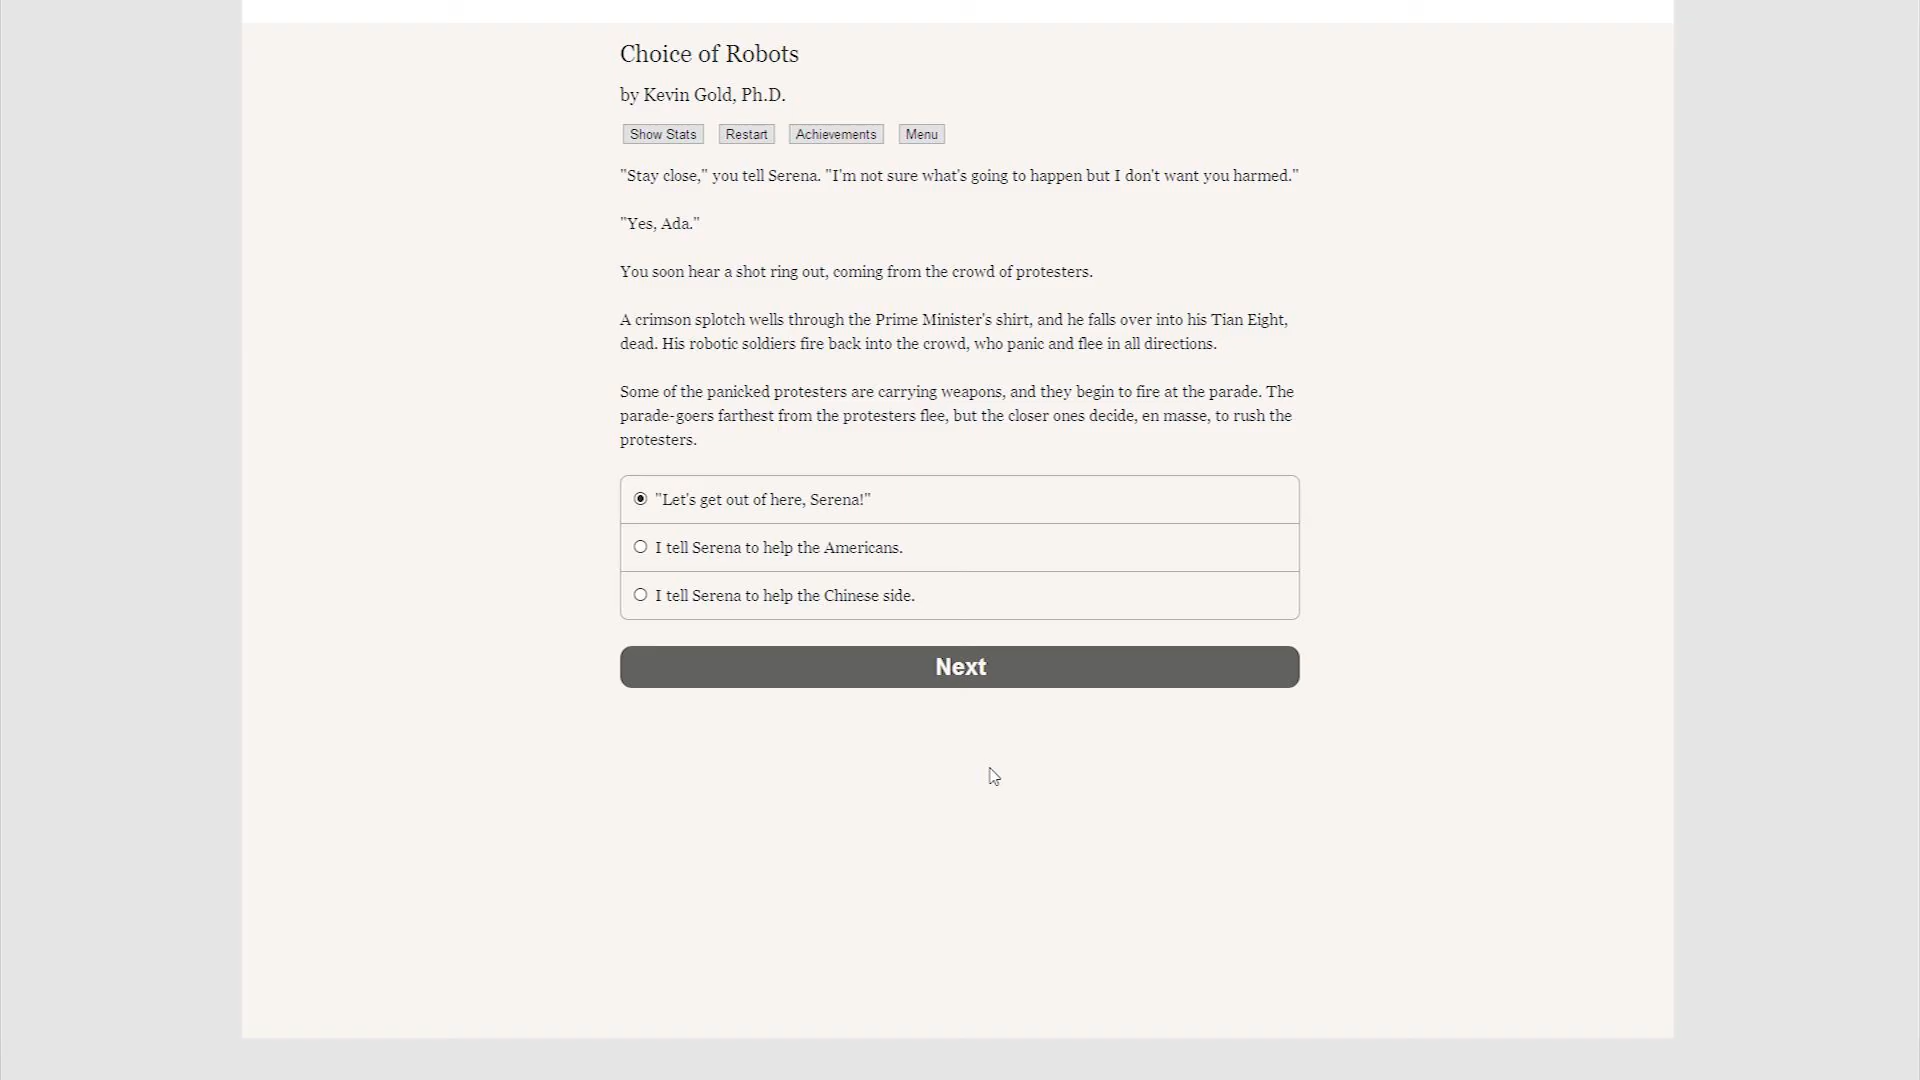 Choice of Robots
by Kevin Gold, Ph.D.
Show Stats Restart Achievements Menu
"Stay close," you tell Serena. "I'm not sure what's going to happen but I don't want you harmed."
"Yes, Ada."
You soon hear a shot ring out, coming from the crowd of protesters.
A crimson splotch wells through the Prime Minister's shirt, and he falls over into his Tian Eight,
dead. His robotic soldiers fire back into the crowd, who panic and flee in all directions.
Some of the panicked protesters are carrying weapons, and they begin to fire at the parade. The
parade-goers farthest from the protesters flee, but the closer ones decide, en masse, to rush the
protesters.
"Let's get out of here, Serena!"
I tell Serena to help the Americans.
I tell Serena to help the Chinese side.
Next